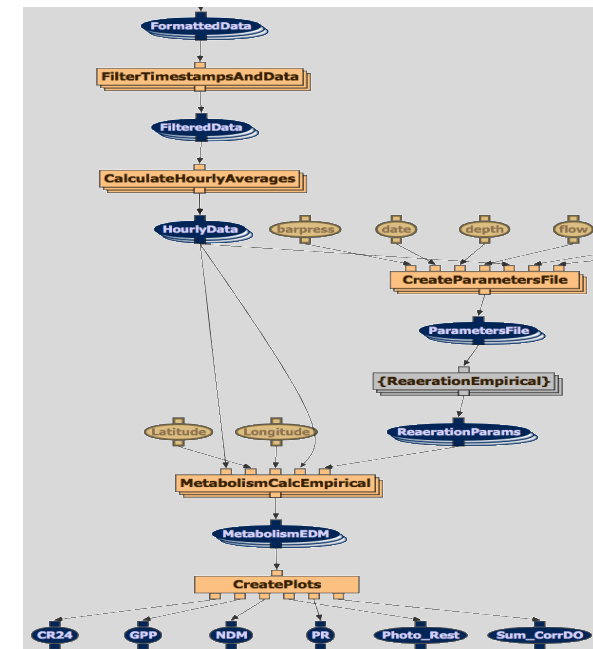 FormattedData
FilterTimestampsAndData
FilteredData
CalculateHourlyAverages
HourlyData barpress date depth flow
CreateParametersFile
ParametersFile
{ReaerationEmpirical}
Latitude Longitude ReaerationParams
MetabolismCalcEmpirical
MetabolismEDM
CreatePlots
CR24 GPP NDM PR Photo_Rest Sum_CorrDO